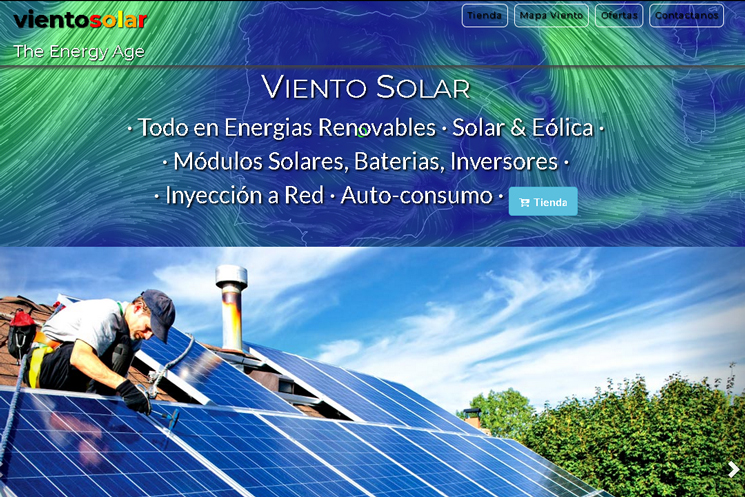 vientosolar
The Energy Age
Tienda
Mapa Viento
Ofertas
Contactanos
Viento Solar
· Todo en Energias Renovables · Solar & Eólica ·
· Módulos Solares, Baterias, Inversores ·
· Inyección a Red · Auto-consumo · Tienda